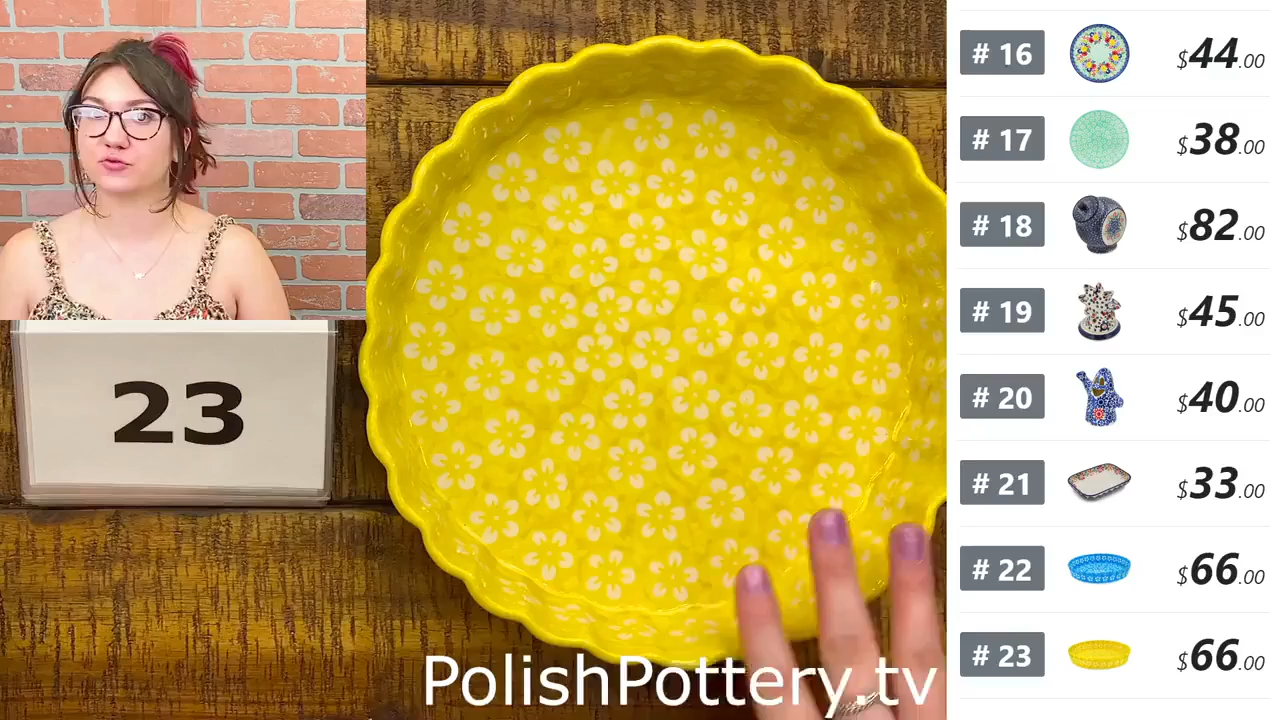 23
PolishPottery.tv
# 16 $44.00
# 17 $38.00
# 18 $82.00
# 19 $45.00
# 20 $40.00
# 21 $33.00
# 22 $66.00
# 23 $66.00